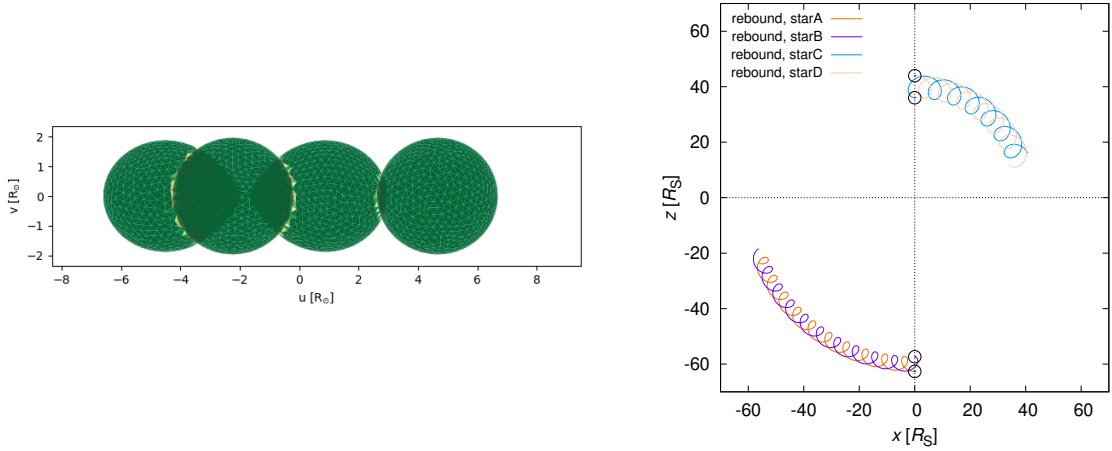 2
1
0
−1
−2
v [R⊙]
−8 −6 −4 −2 0 2 4 6 8
u [R⊙]
rebound, starA
rebound, starB
rebound, starC
rebound, starD
60
40
20
0
-20
-40
-60
z [RS]
-60 -40 -20 0 20 40 60
x [RS]